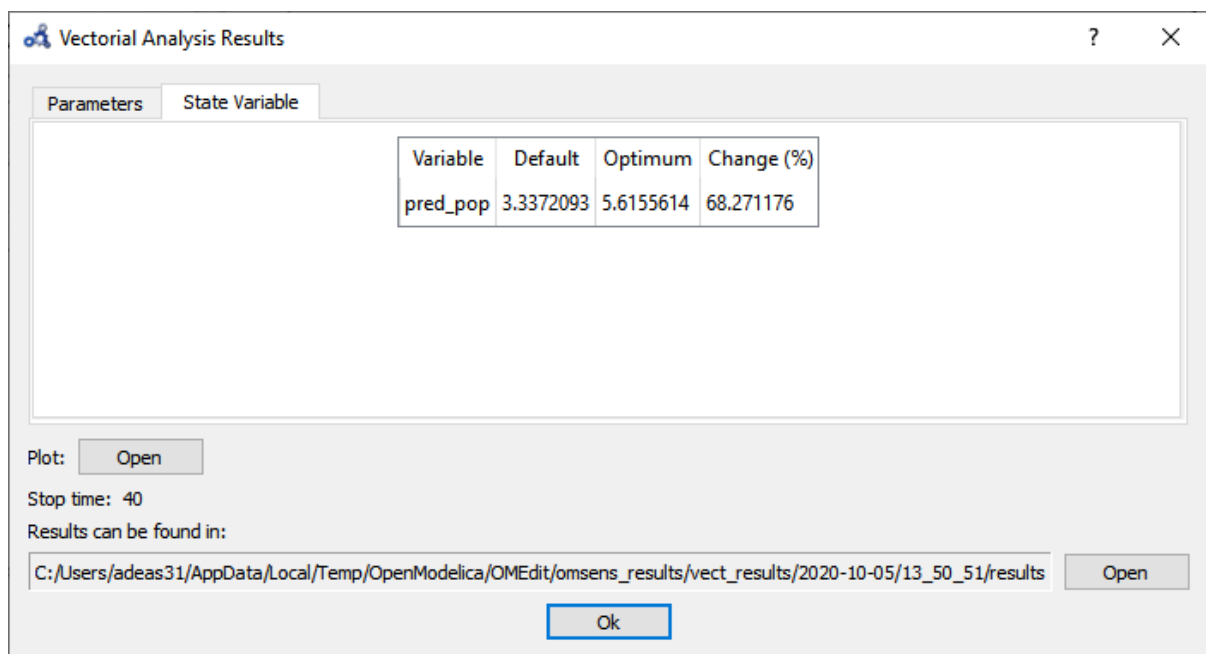 Vectorial Analysis Results ?
Parameters State Variable
Variable Default Optimum Change (%)
pred_pop 3.3372093 5.6155614 68.271176
Plot: Open
Stop time: 40
Results can be found in:
C:/Users/adeas31/AppData/Local/Temp/OpenModelica/OMEdit/omsens_results/vect_results/2020-10-05/13_50_51/results Open
Ok